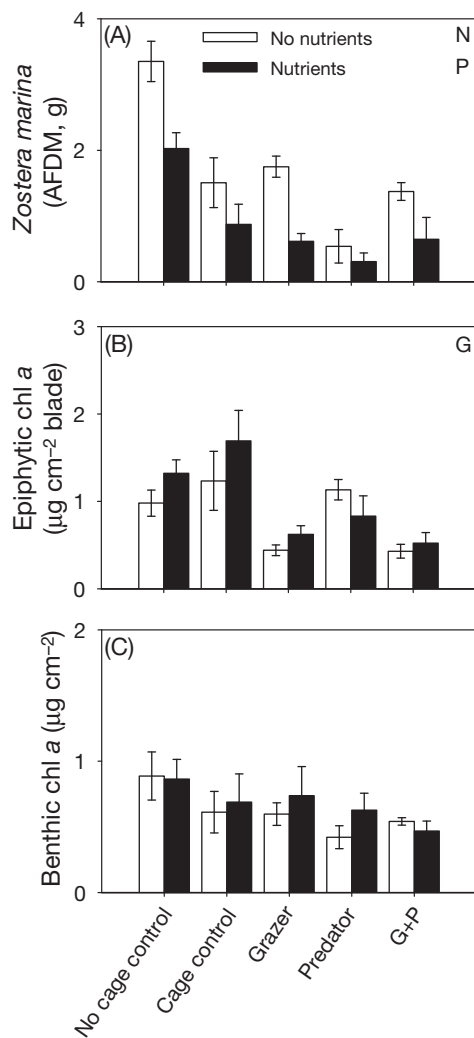 4
(A)
No nutrients
N
Nutrients
P
Zostera marina
(AFDM, g)
2
0
3
(B)
G
Epiphytic chl a
(µg cm−2 blade)
2
1
0
2
(C)
Benthic chl a (µg cm−2)
1
0
No cage control
Cage control
Grazer
Predator
G+P